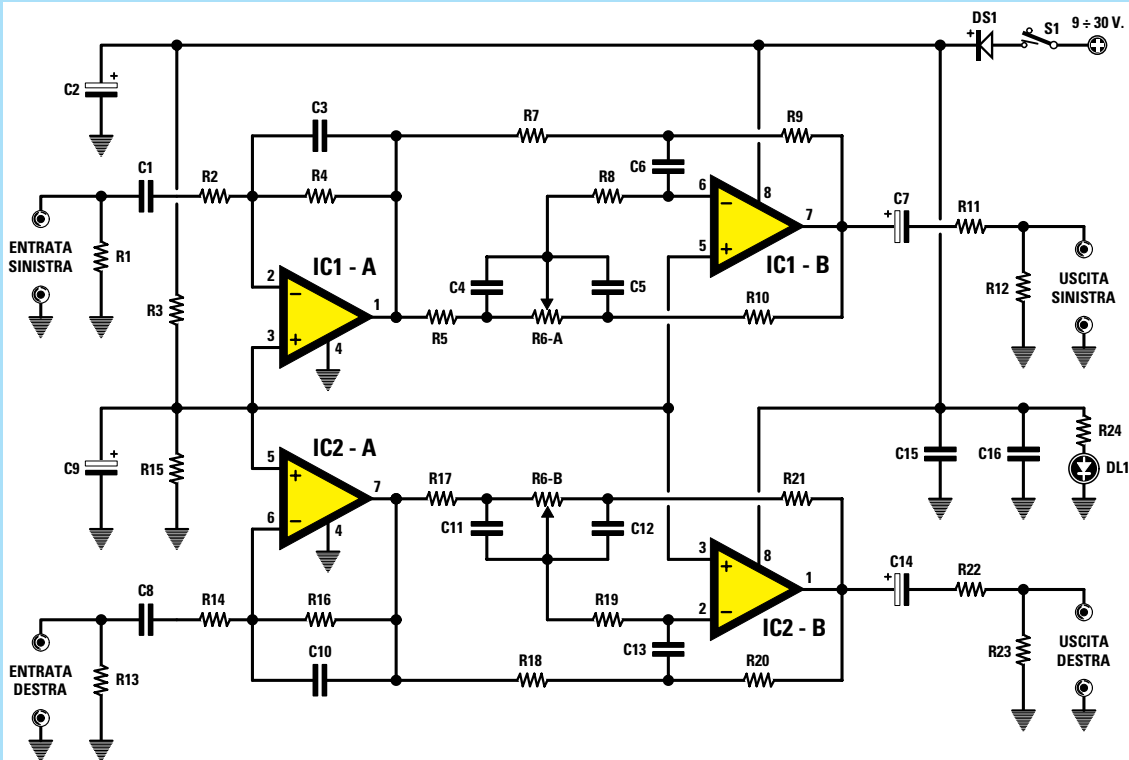 DS1
S1
9 ÷ 30 V.
+
C2
+
C3
R7
R9
C1
R2
R4
C6
R8
6
−
8
7
5
+
IC1 - B
C7
+
R11
ENTRATA
SINISTRA
R1
R3
2
−
IC1 - A
1
3
+
4
C4
C5
R5
R6-A
R10
R12
USCITA
SINISTRA
C9
+
R15
5
+
IC2 - A
7
6
−
4
R17
R6-B
R21
C11
C12
C15
C16
R24
DL1
C8
R14
R16
C10
R19
C13
R18
R20
3
+
8
1
2
−
IC2 - B
C14
+
R22
ENTRATA
DESTRA
R13
R23
USCITA
DESTRA